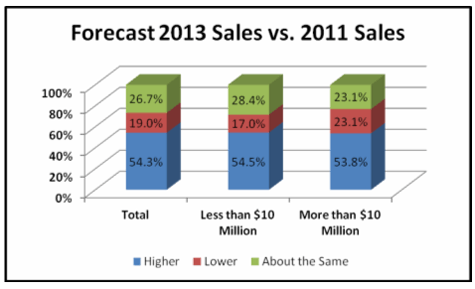 Forecast 2013 Sales vs. 2011 Sales
100%
80%
60%
40%
20%
0%
26.7% 28.4% 23.1%
19.0% 17.0% 23.1%
54.3% 54.5% 53.8%
Total Less than $10 More than $10
Million Million
Higher Lower About the Same